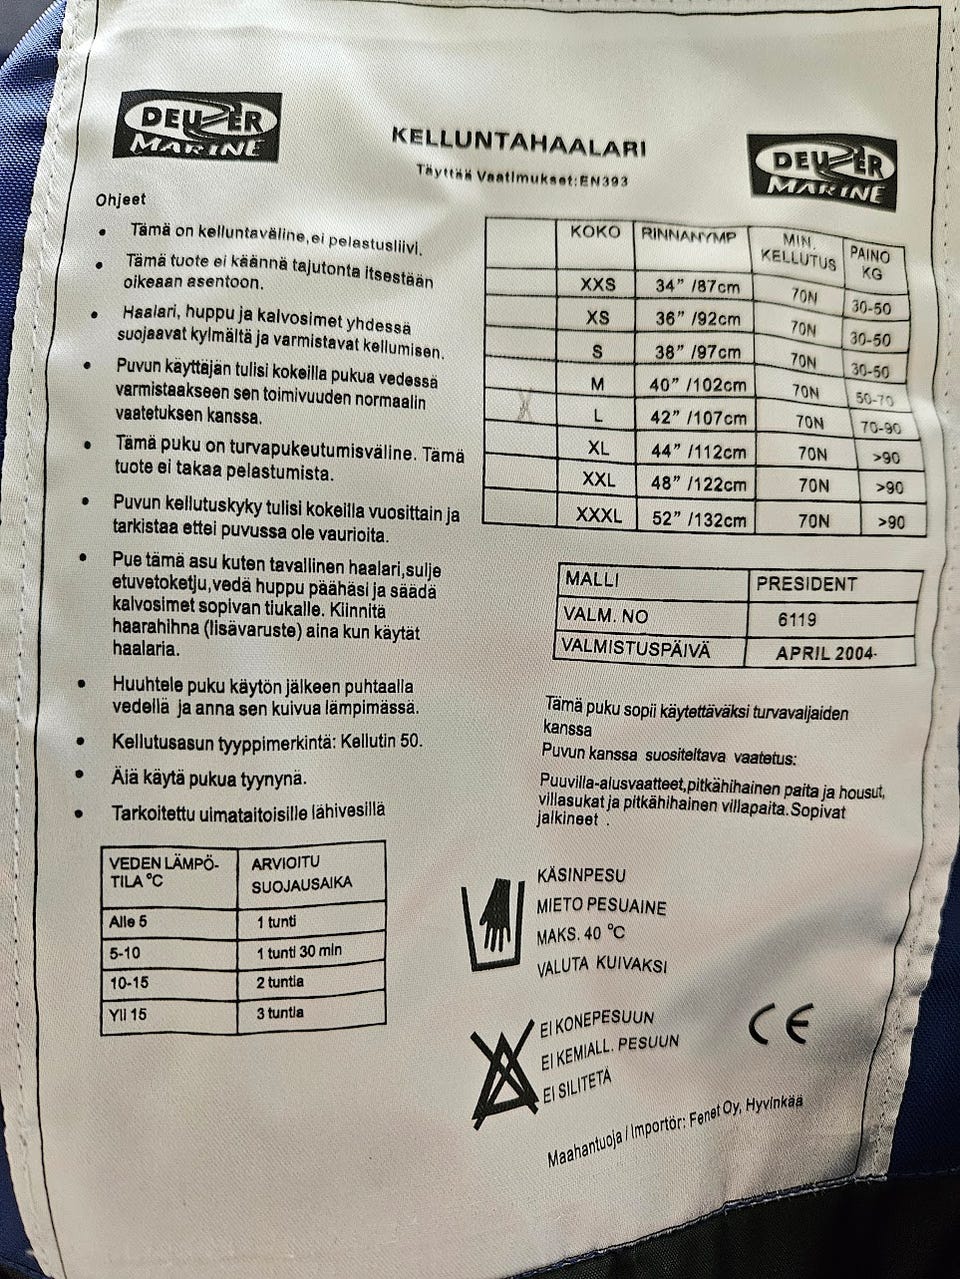 DEUZER
MARINE
KELLUNTAHAALARI
Täyttää Vaatimukset:EN393
DEUZER
MARINE
Ohjeet
• Tämä on kelluntaväline,ei pelastusliivi.
• Tämä tuote ei käännä tajutonta itsestään
oikeaan asentoon.
• Haalari, huppu ja kalvosimet yhdessä
suojaavat kylmältä ja varmistavat kellumisen.
• Puvun käyttäjän tulisi kokeilla pukua vedessä
varmistaakseen sen toimivuuden normaalin
vaatetuksen kanssa.
• Tämä puku on turvapukeutumisväline. Tämä
tuote ei takaa pelastumista.
• Puvun kellutuskyky tulisi kokeilla vuosittain ja
tarkistaa ettei puvussa ole vaurioita.
• Pue tämä asu kuten tavallinen haalari,sulje
etuvetoketju,vedä huppu päähäsi ja säädä
kalvosimet sopivan tiukalle. Kiinnitä
haarahihna (lisävaruste) aina kun käytät
haalaria.
• Huuhtele puku käytön jälkeen puhtaalla
vedellä ja anna sen kuivua lämpimässä.
• Kellutusasun tyyppimerkintä: Kellutin 50.
• Älä käytä pukua tyynynä.
• Tarkoitettu uimataitoisille lähivesillä
VEDEN LÄMPÖ-
TILA °C
ARVIOITU
SUOJAUSAIKA
Alle 5 1 tunti
5-10 1 tunti 30 min
10-15 2 tuntia
Yli 15 3 tuntia
KOKO RINNANYMP MIN. KELLUTUS PAINO KG
XXS 34” /87cm 70N 30-50
XS 36” /92cm 70N 30-50
S 38” /97cm 70N 30-50
M 40” /102cm 70N 50-70
X L 42” /107cm 70N 70-90
XL 44” /112cm 70N >90
XXL 48” /122cm 70N >90
XXXL 52” /132cm 70N >90
MALLI PRESIDENT
VALM. NO 6119
VALMISTUSPÄIVÄ APRIL 2004-
Tämä puku sopii käytettäväksi turvavaljaiden
kanssa
Puvun kanssa suositeltava vaatetus:
Puuvilla-alusvaatteet,pitkähihainen paita ja housut,
villasukat ja pitkähihainen villapaita.Sopivat
jalkineet .
KÄSINPESU
MIETO PESUAINE
MAKS. 40 °C
VALUTA KUIVAKSI
EI KONEPESUUN
EI KEMIALL. PESUUN
EI SILITETÄ
CE
Maahantuoja / Importör: Fenet Oy, Hyvinkää